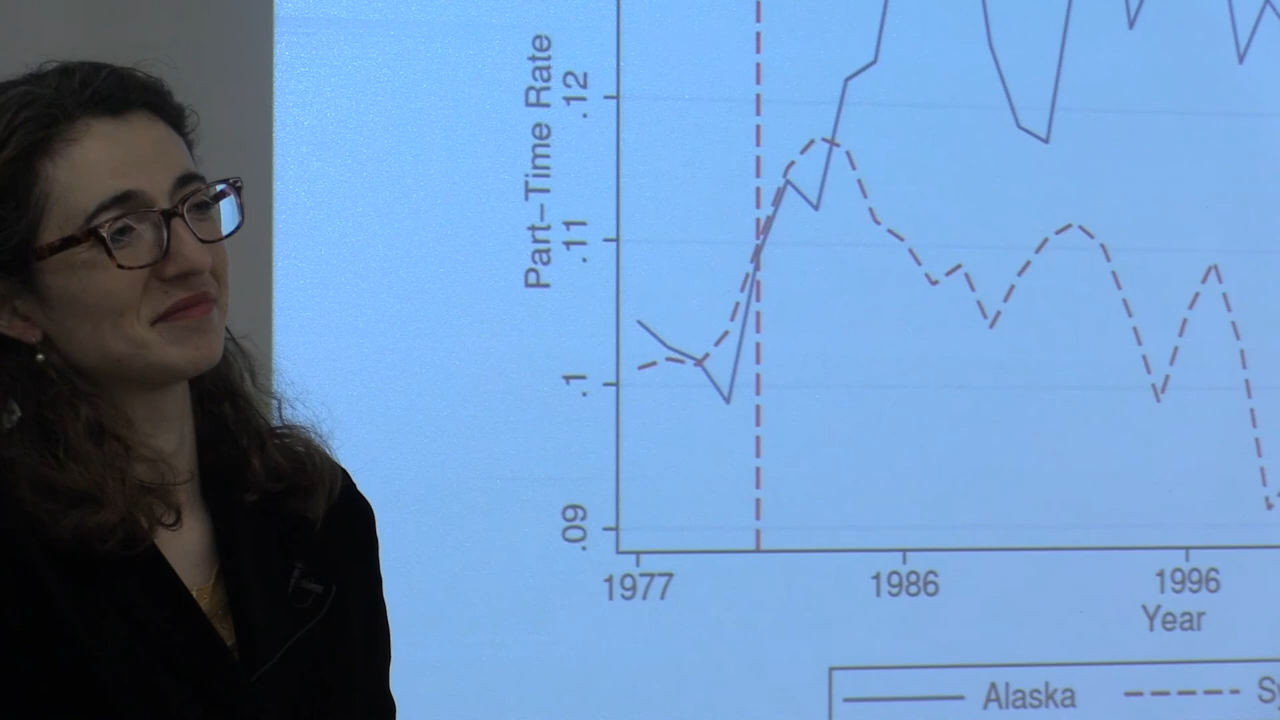 Part-Time Rate
.12
.11
.1
.09
1977 1986 1996
Year
Alaska